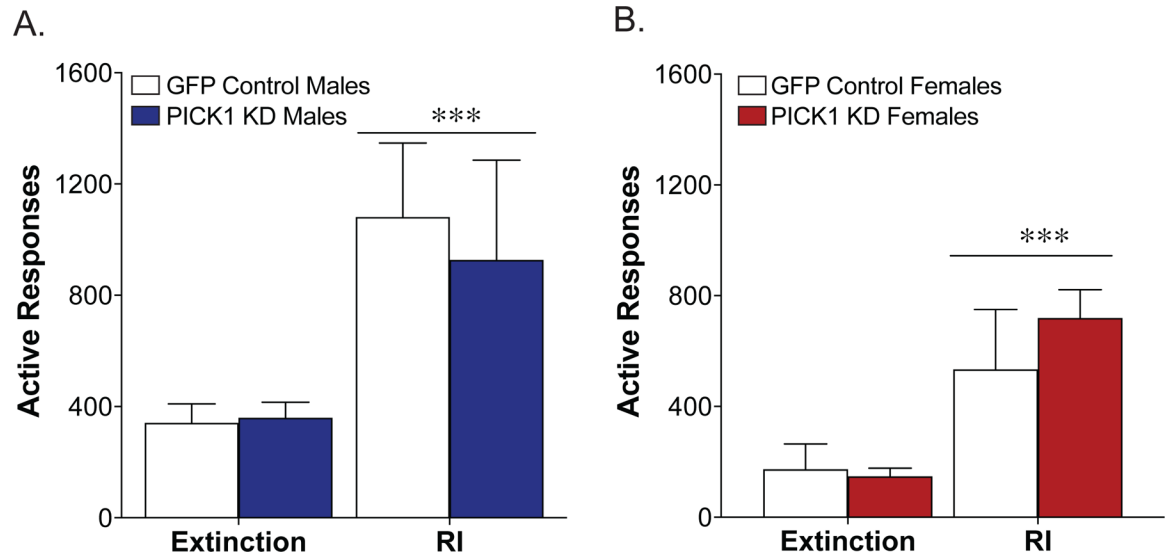 A.
1600
1200
800
400
0
Active Responses
GFP Control Males
PICK1 KD Males
***
Extinction
RI
B.
1600
1200
800
400
0
Active Responses
GFP Control Females
PICK1 KD Females
***
Extinction
RI